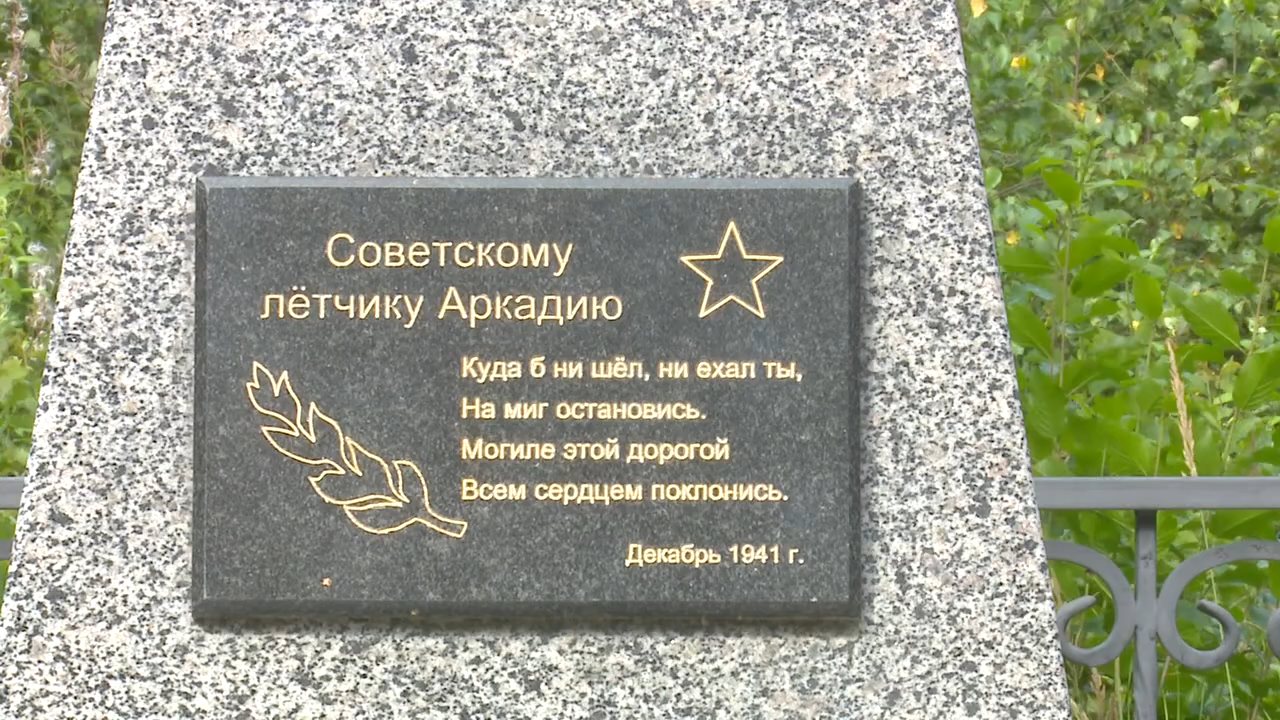 Советскому
лётчику Аркадию
Куда б ни шёл, ни ехал ты,
На миг остановись.
Могиле этой дорогой
Всем сердцем поклонись.
Декабрь 1941 г.